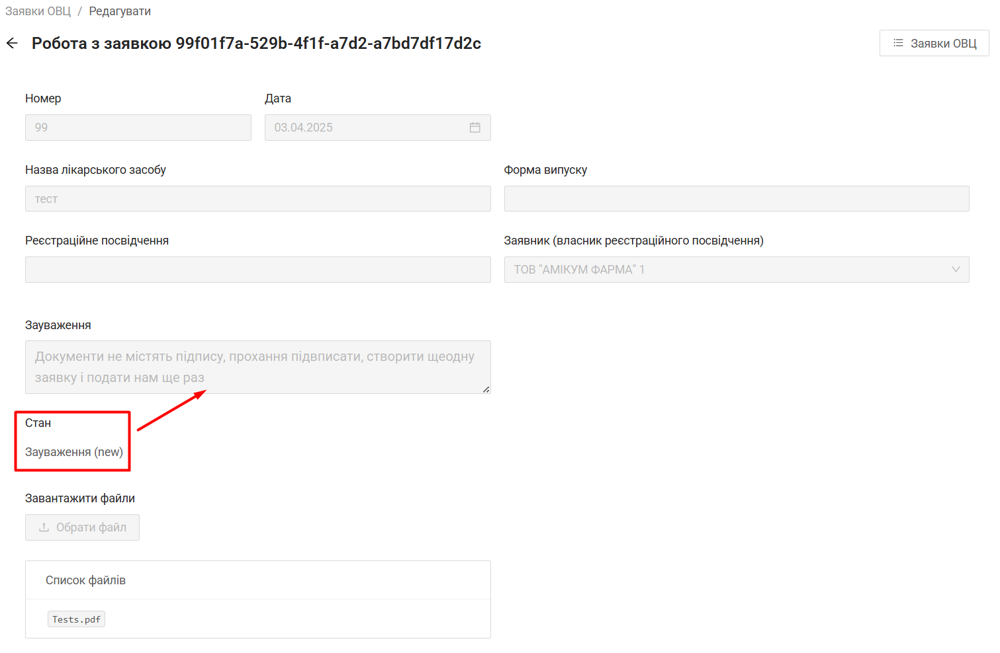 Заявки ОВЦ / Редагувати
Робота з заявкою 99f01f7a-529b-4f1f-a7d2-a7bd7df17d2c
Заявки ОВЦ
Номер
Дата
99
03.04.2025
Назва лікарського засобу
Форма випуску
тест
Реєстраційне посвідчення
Заявник (власник реєстраційного посвідчення)
ТОВ "АМІКУМ ФАРМА" 1
Зауваження
Документи не містять підпису, прохання підвписати, створити щеодну
заявку і подати нам ще раз
Стан
Зауваження (new)
Завантажити файли
Обрати файл
Список файлів
Tests.pdf